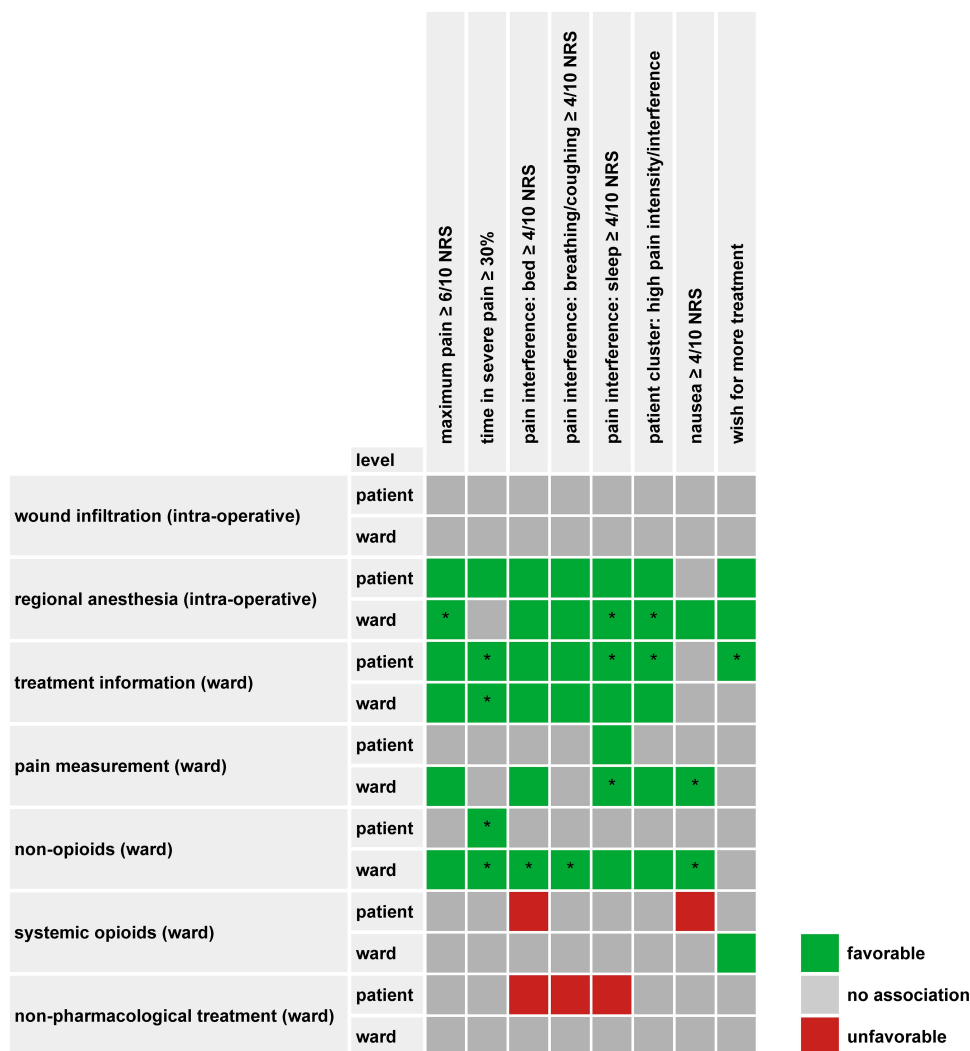 maximum pain ≥ 6/10 NRS
time in severe pain ≥ 30%
pain interference: bed ≥ 4/10 NRS
pain interference: breathing/coughing ≥ 4/10 NRS
pain interference: sleep ≥ 4/10 NRS
patient cluster: high pain intensity/interference
nausea ≥ 4/10 NRS
wish for more treatment
level
wound infiltration (intra-operative)
patient
ward
regional anesthesia (intra-operative)
patient
ward * * *
treatment information (ward)
patient * * * *
ward *
pain measurement (ward)
patient
ward * *
non-opioids (ward)
patient *
ward * * * *
systemic opioids (ward)
patient
ward
non-pharmacological treatment (ward)
patient
ward
favorable
no association
unfavorable